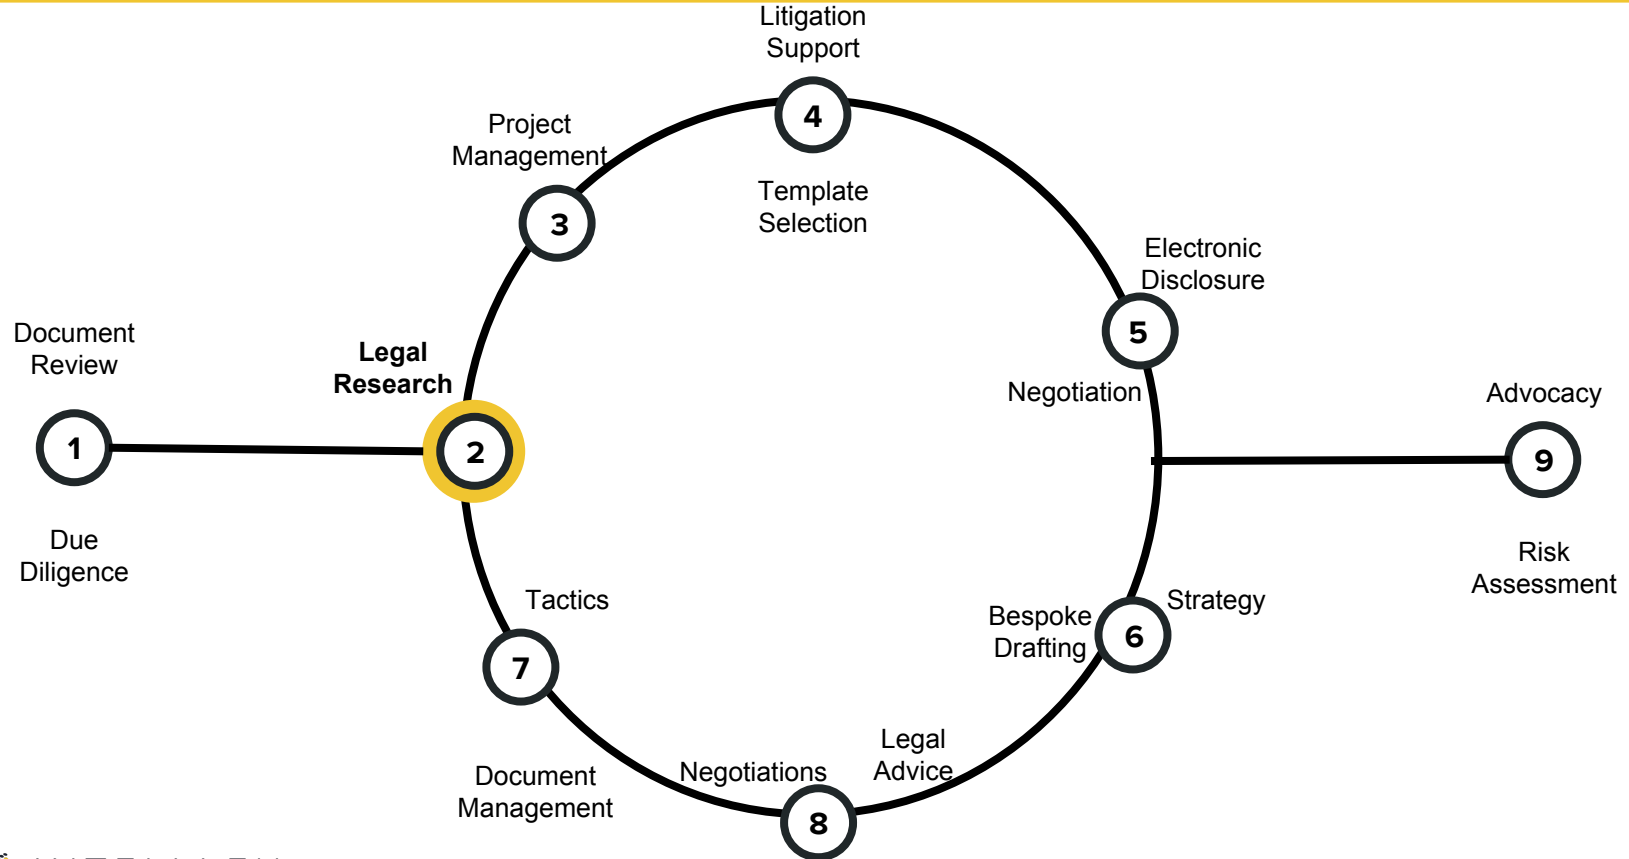 Litigation
Support
4
Project
Management
3
Template
Selection
Electronic
Disclosure
5
Document
Review
Legal
Research
Negotiation
Advocacy
1
2
9
Due
Diligence
Risk
Assessment
Tactics
Strategy
Bespoke
Drafting
6
7
Legal
Advice
Document
Management
Negotiations
8